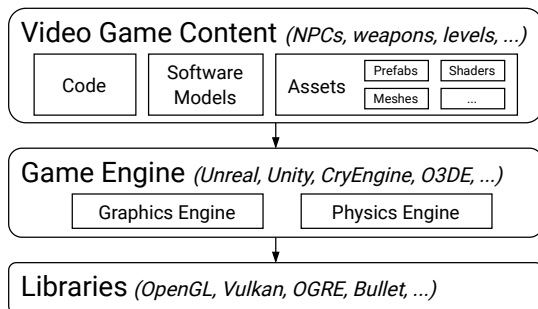 Video Game Content (NPCs, weapons, levels, ...)
Code
Software
Models
Assets
Prefabs
Shaders
Meshes
...
Game Engine (Unreal, Unity, CryEngine, O3DE, ...)
Graphics Engine
Physics Engine
Libraries (OpenGL, Vulkan, OGRE, Bullet, ...)